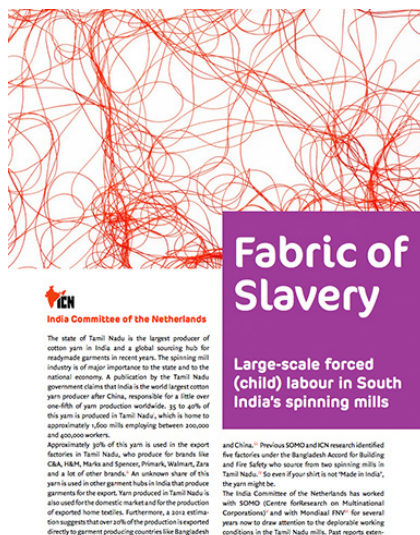 Fabric of
Slavery
Large-scale forced
(child) labour in South
India's spinning mills
ICN
India Committee of the Netherlands
The state of Tamil Nadu is the largest producer of
cotton yarn in India and a global sourcing hub for
readymade garments in recent years. The spinning mill
industry is of major importance to the state and to the
national economy. A publication by the Tamil Nadu
government claims that India is the world largest cotton
yarn producer after China, responsible for a little over
one-fifth of yarn production worldwide. 35 to 40% of
this yarn is produced in Tamil Nadu, which is home to
approximately 1,600 mills employing between 200,000
and 400,000 workers.
Approximately 30% of this yarn is used in the export
factories in Tamil Nadu, who produce for brands like
C&A, H&M, Marks and Spencer, Primark, Walmart, Zara
and a lot of other brands. An unknown share of this
yarn is used in other garment hubs in India that produce
garments for the export. Yarn produced in Tamil Nadu is
also used for the domestic market and for the production
of exported home textiles. Furthermore, a 2012 estima-
tion suggests that over 20% of the production is exported
directly to garment producing countries like Bangladesh
and China. Previous SOMO and ICN research identified
five factories under the Bangladesh Accord for Building
and Fire Safety who source from two spinning mills in
Tamil Nadu. So even if your shirt is not "Made in India",
the yarn might be.
The India Committee of the Netherlands has worked
with SOMO (Centre for Research on Multinational
Corporations) and with Mondiaal FNV for several
years now to draw attention to the deplorable working
conditions in the Tamil Nadu mills. Past reports exten-